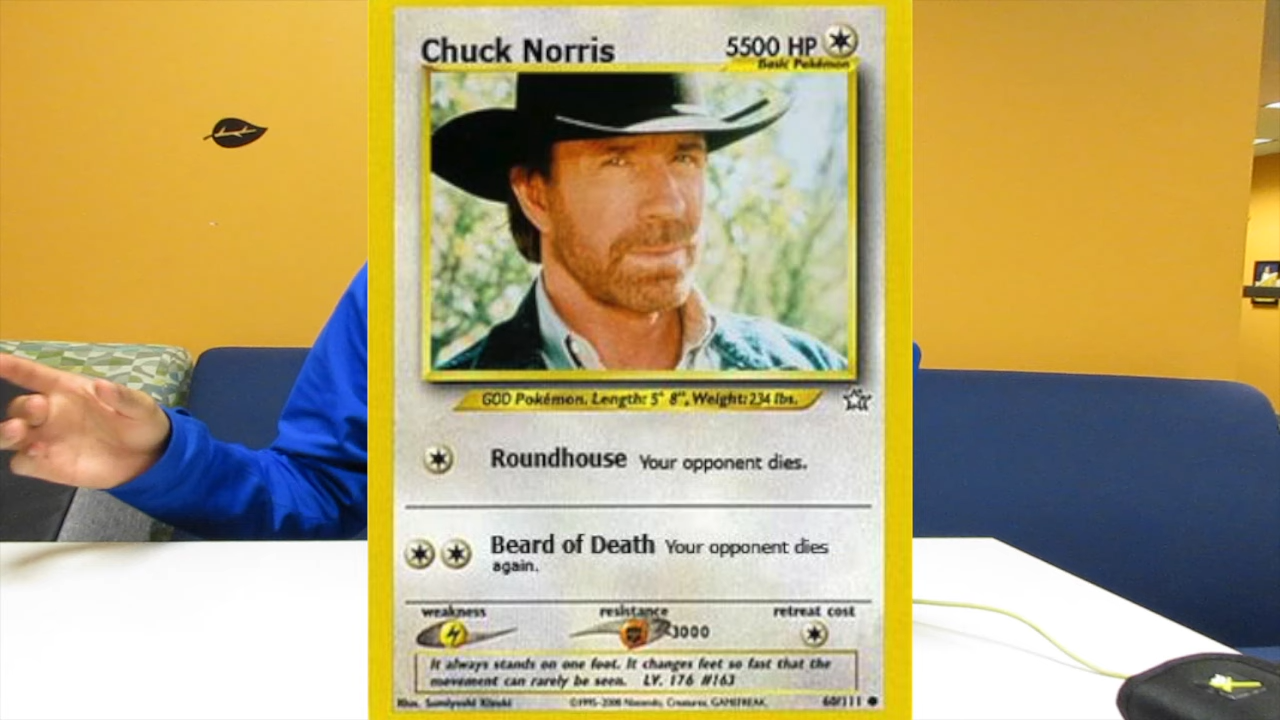 Chuck Norris 5500 HP
Basic Pokémon
GOD Pokémon. Length: 5' 8", Weight: 234 lbs.
Roundhouse Your opponent dies.
Beard of Death Your opponent dies
again.
weakness resistance retreat cost
3000
It always stands on one foot. It changes feet so fast that the
movement can rarely be seen. LV. 176 #163
Illus. Sumiyoshi Kizuki ©1995-2000 Nintendo, Creatures, GAMEFREAK. 60/111